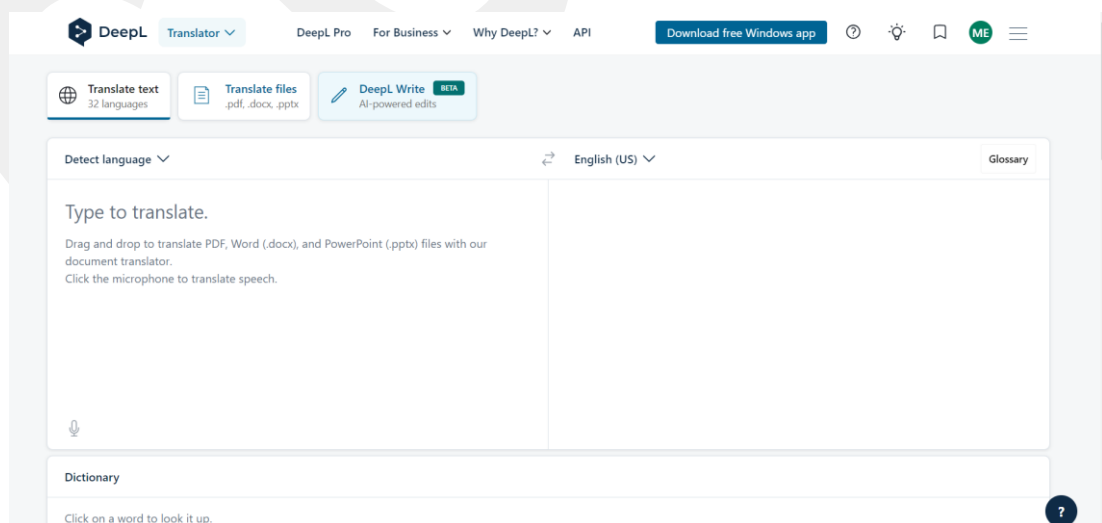 DeepL Translator DeepL Pro For Business Why DeepL? API Download free Windows app ME
Translate text
32 languages
Translate files
.pdf, .docx, .pptx
DeepL Write BETA
AI-powered edits
Detect language English (US) Glossary
Type to translate.
Drag and drop to translate PDF, Word (.docx), and PowerPoint (.pptx) files with our
document translator.
Click the microphone to translate speech.
Dictionary
Click on a word to look it up.
?